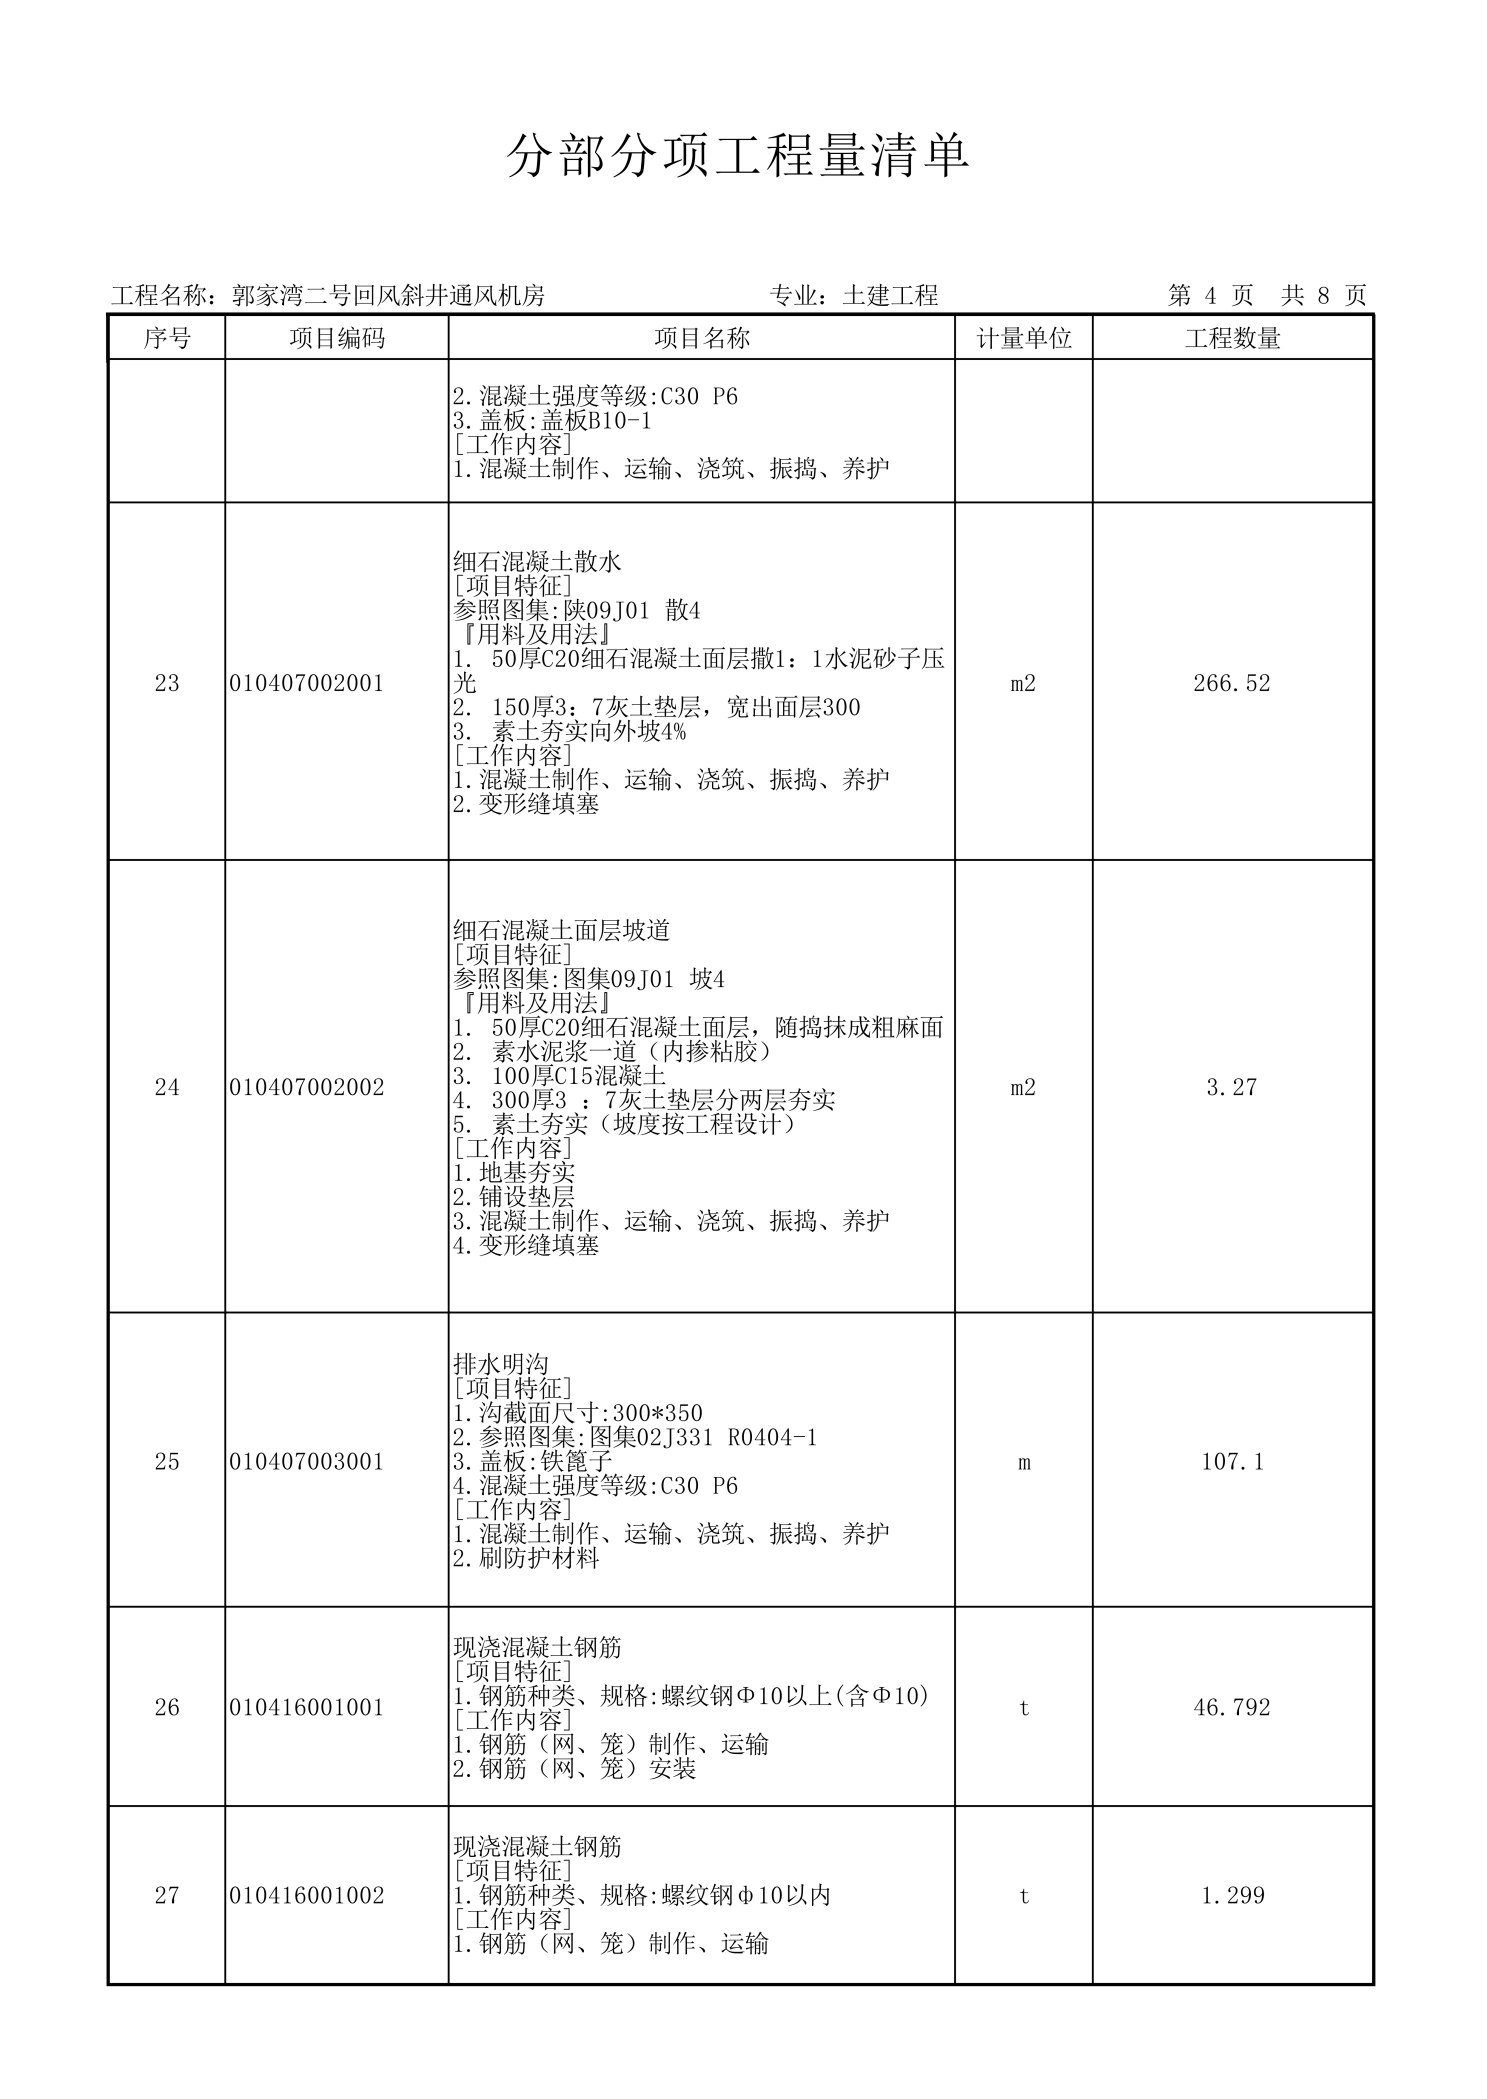 分部分项工程量清单
工程名称：郭家湾二号回风斜井通风机房 专业：土建工程 第 4 页 共 8 页
序号 项目编码 项目名称 计量单位 工程数量
2.混凝土强度等级:C30 P6
3.盖板:盖板B10-1
[工作内容]
1.混凝土制作、运输、浇筑、振捣、养护
23 010407002001
细石混凝土散水
[项目特征]
参照图集:陕09J01 散4
『用料及用法』
1. 50厚C20细石混凝土面层撒1：1水泥砂子压
光
2. 150厚3：7灰土垫层，宽出面层300
3. 素土夯实向外坡4%
[工作内容]
1.混凝土制作、运输、浇筑、振捣、养护
2.变形缝填塞
m2 266.52
24 010407002002
细石混凝土面层坡道
[项目特征]
参照图集:图集09J01 坡4
『用料及用法』
1. 50厚C20细石混凝土面层，随捣抹成粗麻面
2. 素水泥浆一道（内掺粘胶）
3. 100厚C15混凝土
4. 300厚3 ：7灰土垫层分两层夯实
5. 素土夯实（坡度按工程设计）
[工作内容]
1.地基夯实
2.铺设垫层
3.混凝土制作、运输、浇筑、振捣、养护
4.变形缝填塞
m2 3.27
25 010407003001
排水明沟
[项目特征]
1.沟截面尺寸:300*350
2.参照图集:图集02J331 R0404-1
3.盖板:铁篦子
4.混凝土强度等级:C30 P6
[工作内容]
1.混凝土制作、运输、浇筑、振捣、养护
2.刷防护材料
m 107.1
26 010416001001
现浇混凝土钢筋
[项目特征]
1.钢筋种类、规格:螺纹钢Φ10以上(含Φ10)
[工作内容]
1.钢筋（网、笼）制作、运输
2.钢筋（网、笼）安装
t 46.792
27 010416001002
现浇混凝土钢筋
[项目特征]
1.钢筋种类、规格:螺纹钢φ10以内
[工作内容]
1.钢筋（网、笼）制作、运输
t 1.299